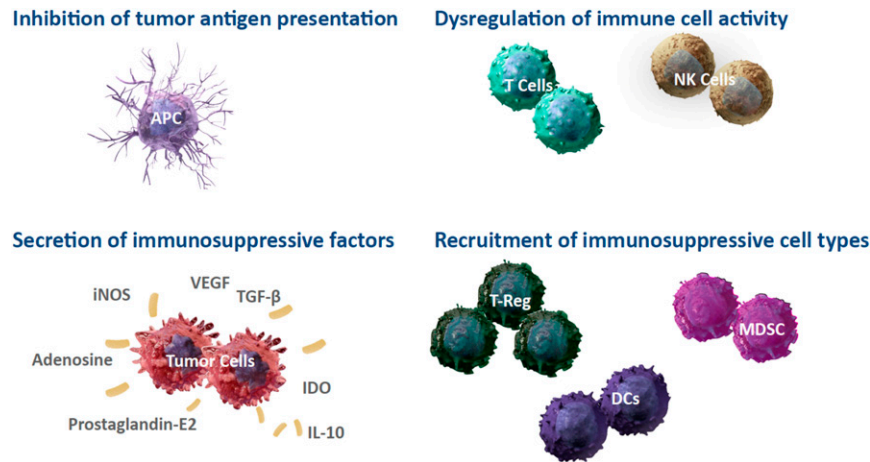 Inhibition of tumor antigen presentation
APC
Dysregulation of immune cell activity
T Cells
NK Cells
Secretion of immunosuppressive factors
iNOS
VEGF
TGF-β
Adenosine
Tumor Cells
IDO
Prostaglandin-E2
IL-10
Recruitment of immunosuppressive cell types
T-Reg
MDSC
DCs